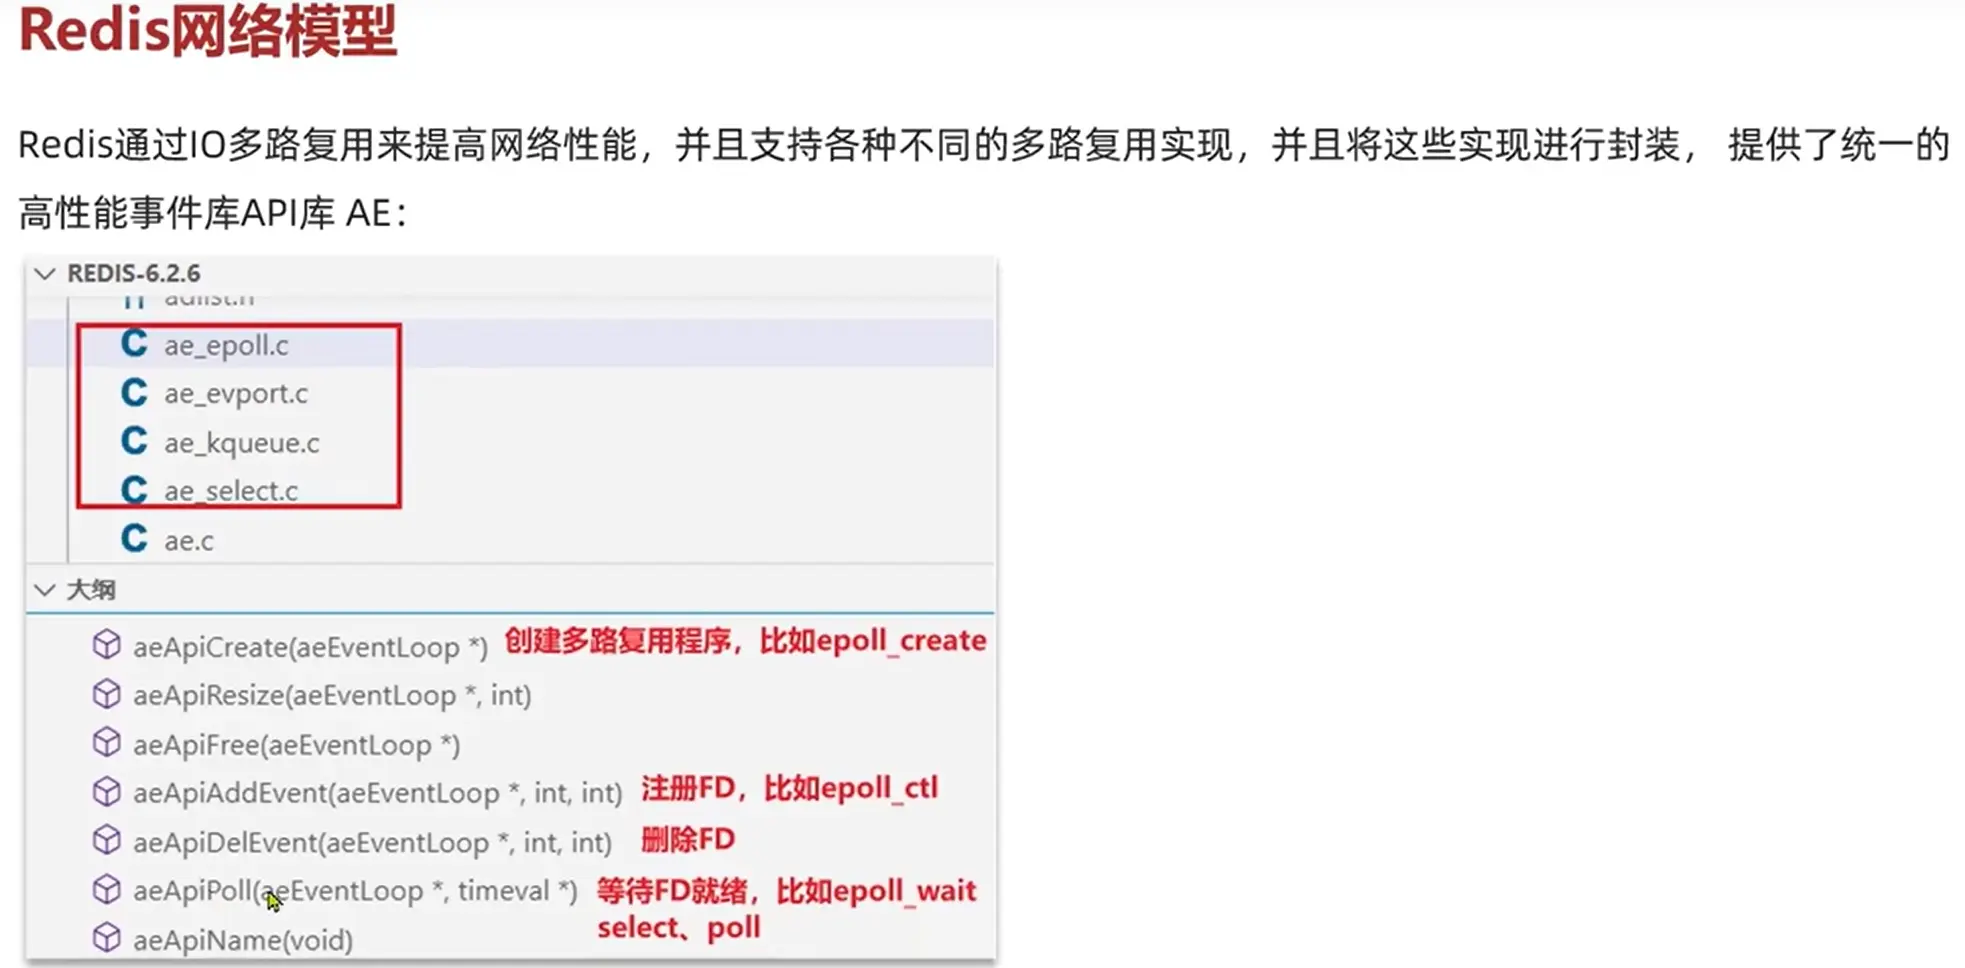 Redis网络模型
Redis通过IO多路复用来提高网络性能，并且支持各种不同的多路复用实现，并且将这些实现进行封装， 提供了统一的
高性能事件库API库 AE：
REDIS-6.2.6
adlist.h
C ae_epoll.c
C ae_evport.c
C ae_kqueue.c
C ae_select.c
C ae.c
大纲
aeApiCreate(aeEventLoop *) 创建多路复用程序，比如epoll_create
aeApiResize(aeEventLoop *, int)
aeApiFree(aeEventLoop *)
aeApiAddEvent(aeEventLoop *, int, int) 注册FD，比如epoll_ctl
aeApiDelEvent(aeEventLoop *, int, int) 删除FD
aeApiPoll(aeEventLoop *, timeval *) 等待FD就绪，比如epoll_wait
select、poll
aeApiName(void)